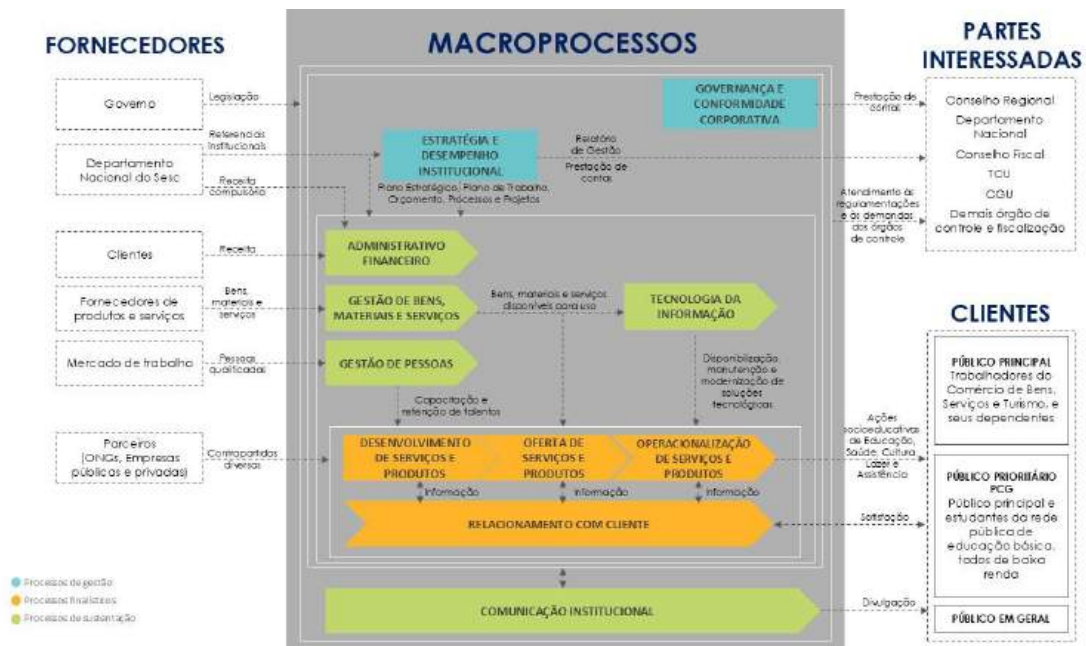 FORNECEDORES
MACROPROCESSOS
PARTES
INTERESSADAS
Governo
Legislação
GOVERNANÇA E
CONFORMIDADE
CORPORATIVA
Prestação de
contas
Conselho Regional
Departamento
Nacional
Conselho Fiscal
TCU
CGU
Demais órgão de
controle e fiscalização
Departamento
Nacional do Sesc
Referenciais
Institucionais
Receita
compulsória
ESTRATÉGIA E
DESEMPENHO
INSTITUCIONAL
Relatório
de Gestão
Prestação de
contas
Plano Estratégico, Plano de Trabalho,
Orçamento, Processos e Projetos
Atendimento às
regulamentações
e às demandas
dos órgãos
de controle
Clientes
Receita
ADMINISTRATIVO
FINANCEIRO
Fornecedores de
produtos e serviços
Bens,
materiais e
serviços
GESTÃO DE BENS,
MATERIAIS E SERVIÇOS
Bens, materiais e serviços
disponíveis para uso
TECNOLOGIA DA
INFORMAÇÃO
Mercado de trabalho
Pessoas
qualificadas
GESTÃO DE PESSOAS
Capacitação e
retenção de talentos
Disponibilização,
manutenção e
modernização de
soluções
tecnológicas
CLIENTES
PÚBLICO PRINCIPAL
Trabalhadores do
Comércio de Bens,
Serviços e Turismo, e
seus dependentes
Parceiros
(ONGs, Empresas
públicas e privadas)
Contrapartidas
diversas
DESENVOLVIMENTO
DE SERVIÇOS E
PRODUTOS
OFERTA DE
SERVIÇOS E
PRODUTOS
OPERACIONALIZAÇÃO
DE SERVIÇOS E
PRODUTOS
Ações
socioeducativas
de Educação,
Saúde, Cultura,
Lazer e
Assistência
Informação
Informação
Informação
RELACIONAMENTO COM CLIENTE
Satisfação
PÚBLICO PRIORITÁRIO
PCG
Público principal e
estudantes da rede
pública de
educação básica,
todos de baixa
renda
Processos de gestão
Processos finalísticos
Processos de sustentação
COMUNICAÇÃO INSTITUCIONAL
Divulgação
PÚBLICO EM GERAL